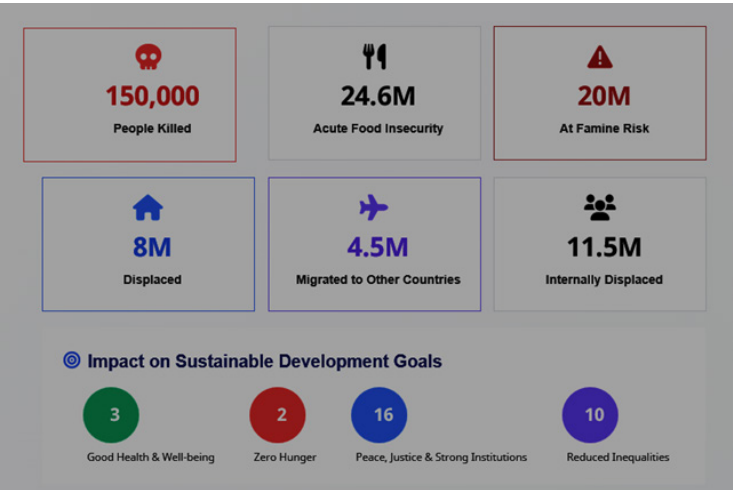 150,000
People Killed
24.6M
Acute Food Insecurity
20M
At Famine Risk
8M
Displaced
4.5M
Migrated to Other Countries
11.5M
Internally Displaced
Impact on Sustainable Development Goals
3
Good Health & Well-being
2
Zero Hunger
16
Peace, Justice & Strong Institutions
10
Reduced Inequalities